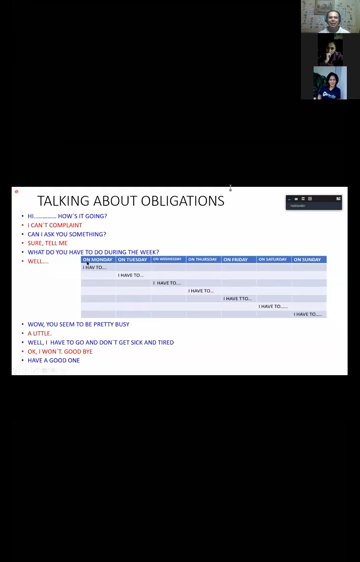 TALKING ABOUT OBLIGATIONS
HI............... HOW´S IT GOING?
I CAN´T COMPLAINT
CAN I ASK YOU SOMETHING?
SURE, TELL ME
WHAT DO YOU HAVE TO DO DURING THE WEEK?
WELL....
ON MONDAY ON TUESDAY ON WEDNESDAY ON THURSDAY ON FRIDAY ON SATURDAY ON SUNDAY
I HAV TO....
I HAVE TO...
I HAVE TO....
I HAVE TO...
I HAVE TTO...
I HAVE TO.....
I HAVE TO....
WOW, YOU SEEM TO BE PRETTY BUSY
A LITTLE.
WELL, I HAVE TO GO AND DON´T GET SICK AND TIRED
OK, I WON´T. GOOD BYE
HAVE A GOOD ONE